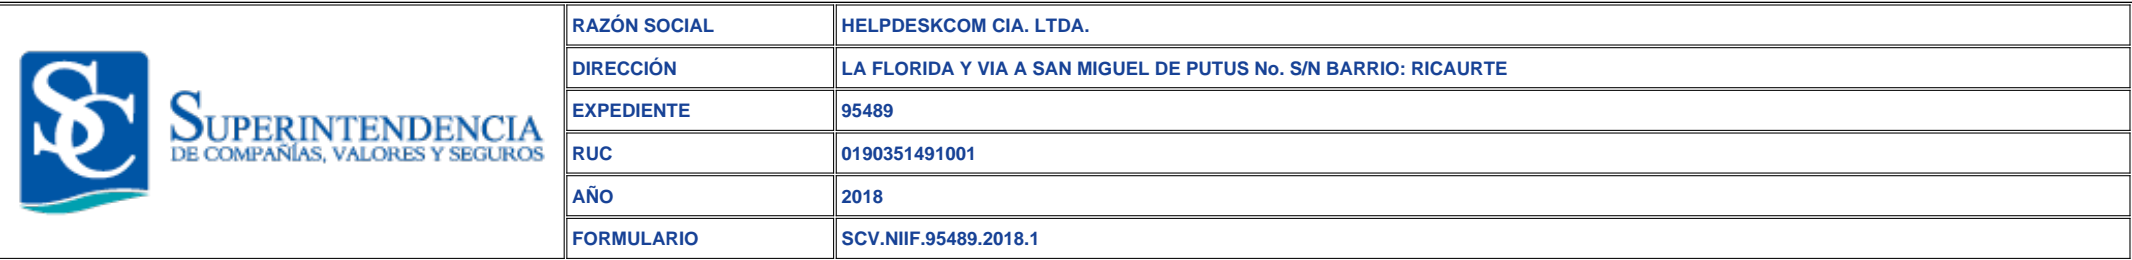 SC
SUPERINTENDENCIA
DE COMPAÑÍAS, VALORES Y SEGUROS
RAZÓN SOCIAL HELPDESKCOM CIA. LTDA.
DIRECCIÓN LA FLORIDA Y VIA A SAN MIGUEL DE PUTUS No. S/N BARRIO: RICAURTE
EXPEDIENTE 95489
RUC 0190351491001
AÑO 2018
FORMULARIO SCV.NIIF.95489.2018.1